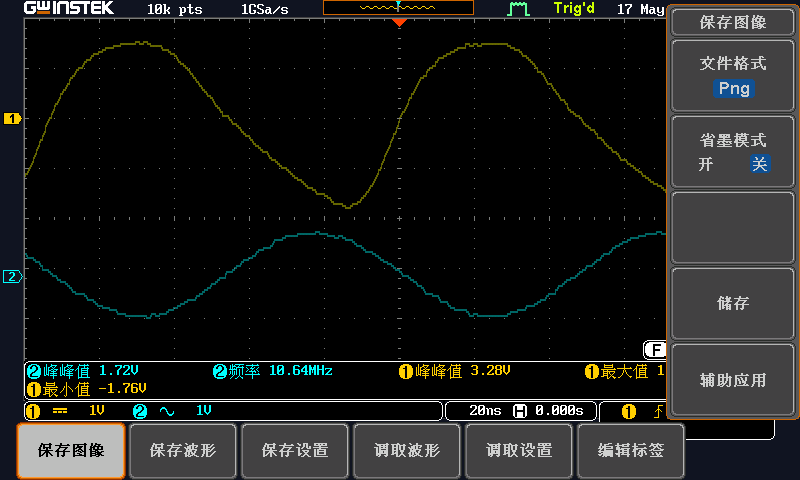 GWINSTEK 10k pts 1GSa/s Trig'd 17 May
保存图像
文件格式
Png
省墨模式
开 关
储存
辅助应用
1
2
F
2 峰峰值 1.72V 2 频率 10.64MHz 1 峰峰值 3.28V 1 最大值 1
1 最小值 -1.76V
1 1V 2 1V 20ns H 0.000s 1
保存图像 保存波形 保存设置 调取波形 调取设置 编辑标签